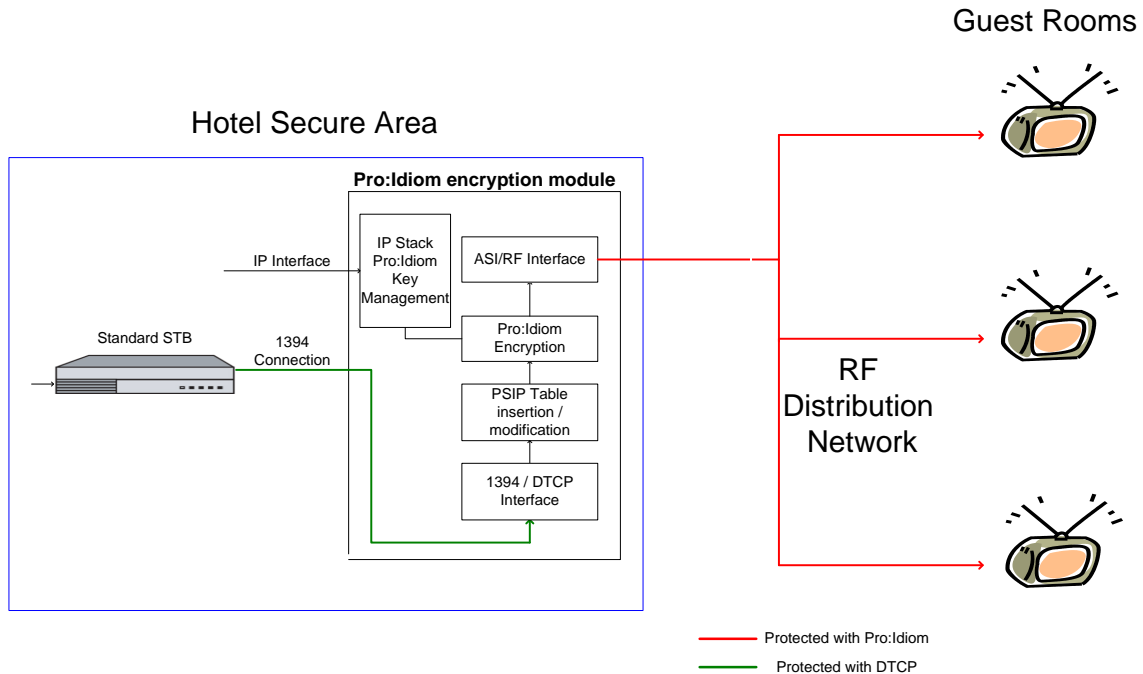 Guest Rooms
Hotel Secure Area
Pro:Idiom encryption module
IP Stack
Pro:Idiom
Key
Management
ASI/RF Interface
IP Interface
Pro:Idiom
Encryption
Standard STB
1394
Connection
PSIP Table
insertion /
modification
RF
Distribution
Network
1394 / DTCP
Interface
Protected with Pro:Idiom
Protected with DTCP